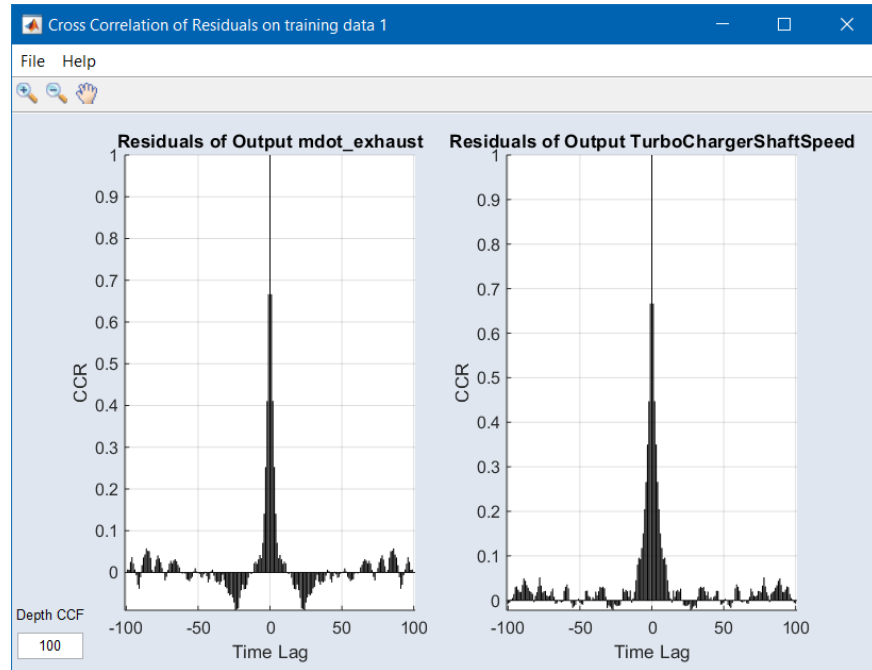 Cross Correlation of Residuals on training data 1
File Help
Residuals of Output mdot_exhaust
1
0.9
0.8
0.7
0.6
0.5
0.4
0.3
0.2
0.1
0
CCR
-100 -50 0 50 100
Time Lag
Residuals of Output TurboChargerShaftSpeed
1
0.9
0.8
0.7
0.6
0.5
0.4
0.3
0.2
0.1
0
CCR
-100 -50 0 50 100
Time Lag
Depth CCF
100